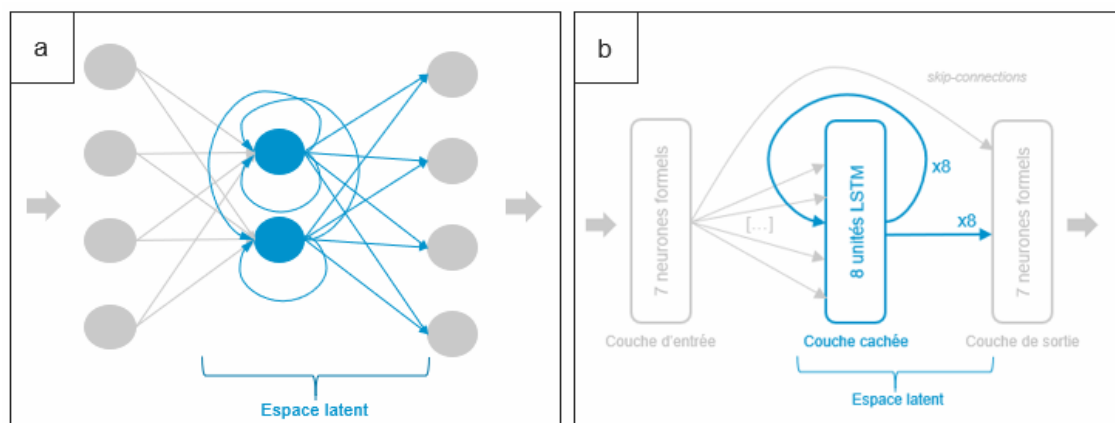 a
Espace latent
b
skip-connections
7 neurones formels
[...]
8 unités LSTM
x8
x8
7 neurones formels
Couche d'entrée
Couche cachée
Couche de sortie
Espace latent